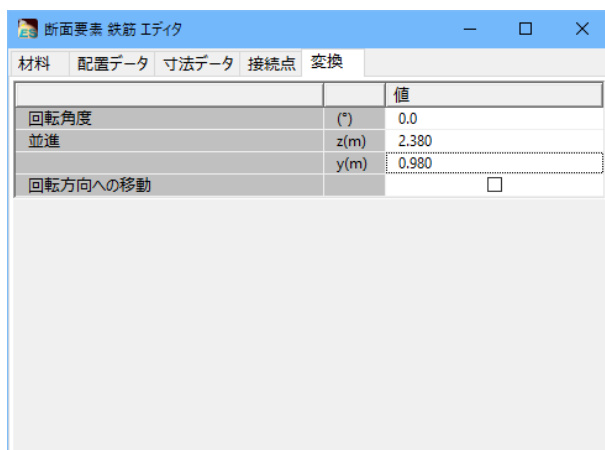 断面要素 鉄筋 エディタ
材料 配置データ 寸法データ 接続点 変換
値
回転角度 (°) 0.0
並進 z(m) 2.380
y(m) 0.980
回転方向への移動